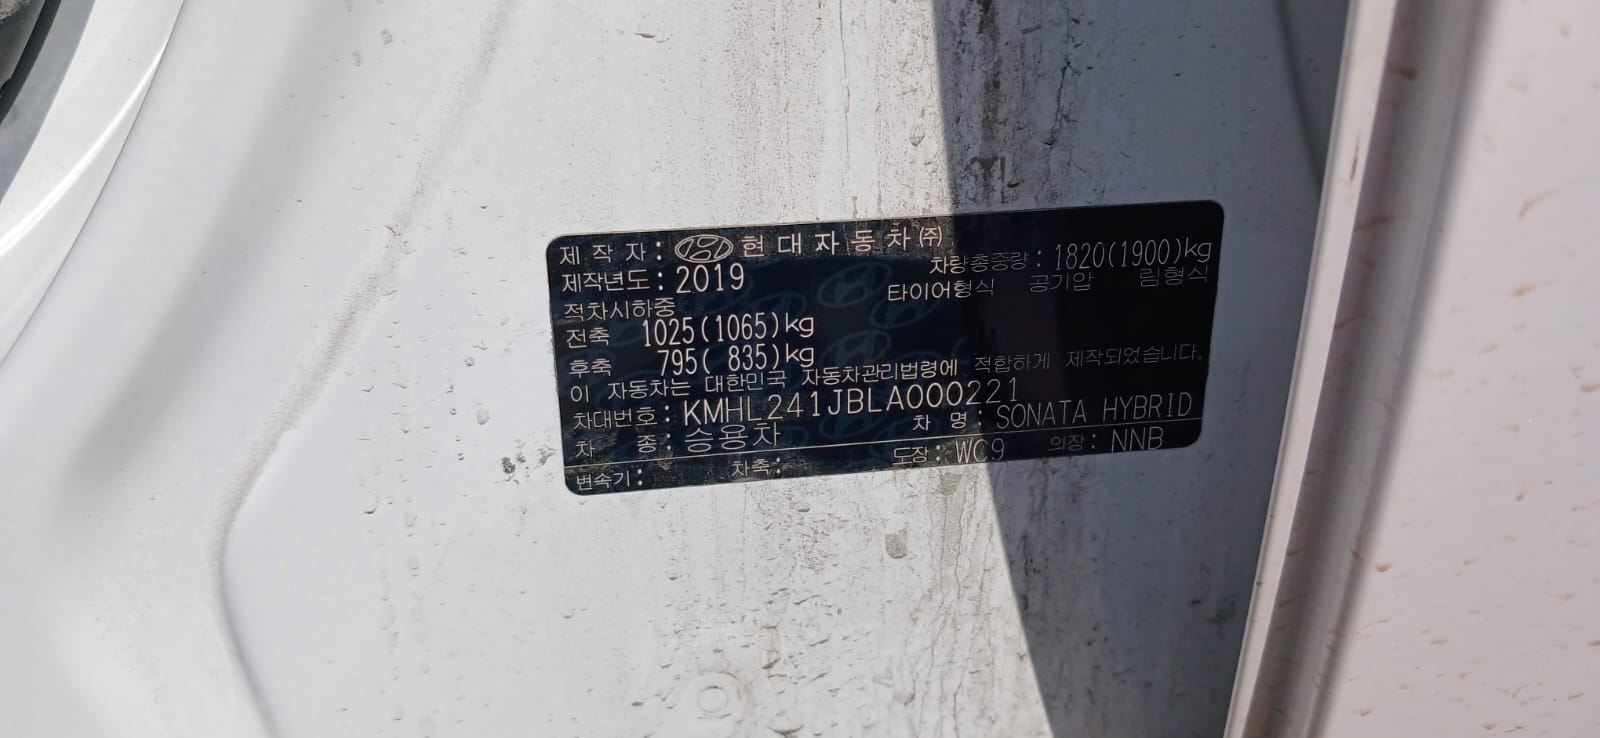 제작자: 현대자동차(주)
제작년도: 2019 차량총중량: 1820(1900)kg
적차시하중 타이어형식 공기압 림형식
전축 1025(1065)kg
후축 795( 835)kg
이 자동차는 대한민국 자동차관리법령에 적합하게 제작되었습니다.
차대번호: KMHL241JBLA000221
차 종: 승용차 차 명: SONATA HYBRID
변속기: 차축: 도장: WC9 의장: NNB